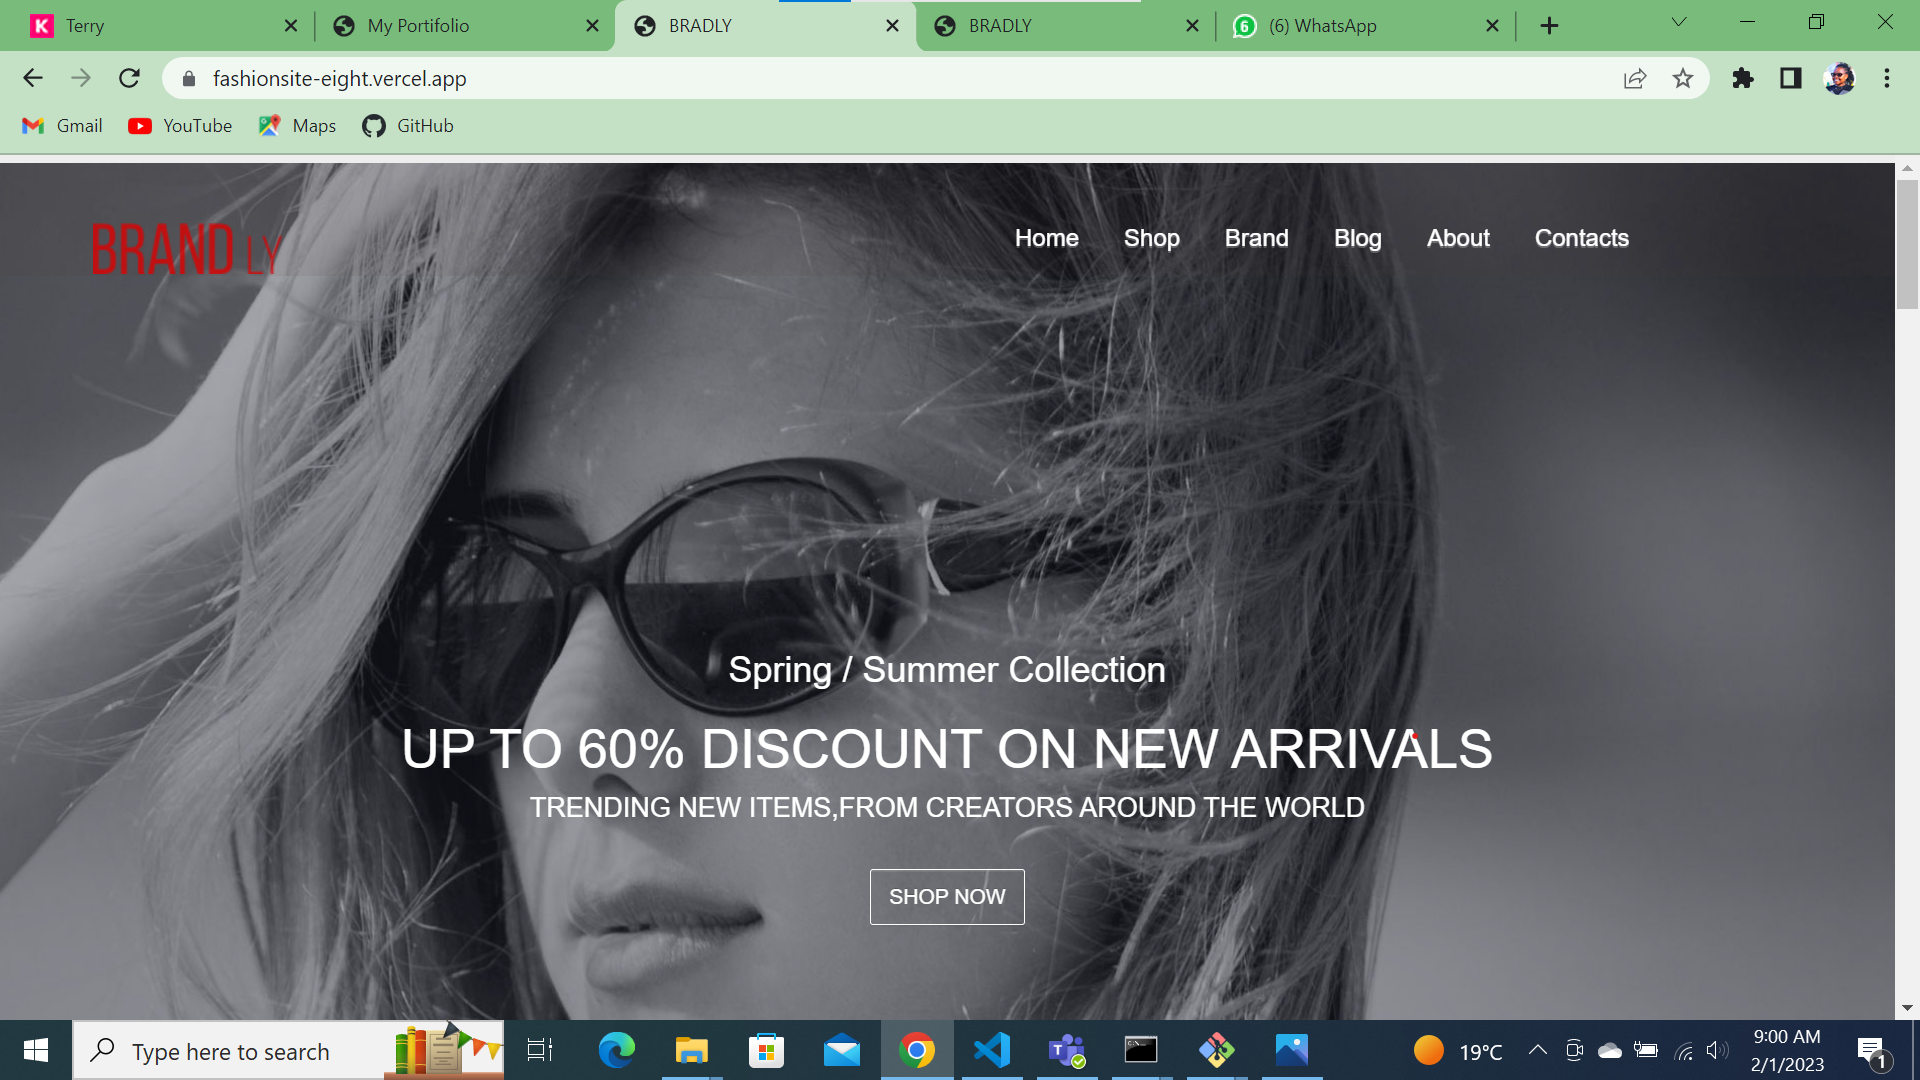 Terry
My Portifolio
BRADLY
BRADLY
6
(6) WhatsApp
fashionsite-eight.vercel.app
Gmail
YouTube
Maps
GitHub
BRAND LY
Home
Shop
Brand
Blog
About
Contacts
Spring / Summer Collection
UP TO 60% DISCOUNT ON NEW ARRIVALS
TRENDING NEW ITEMS,FROM CREATORS AROUND THE WORLD
SHOP NOW
Type here to search
19°C
9:00 AM
2/1/2023
1